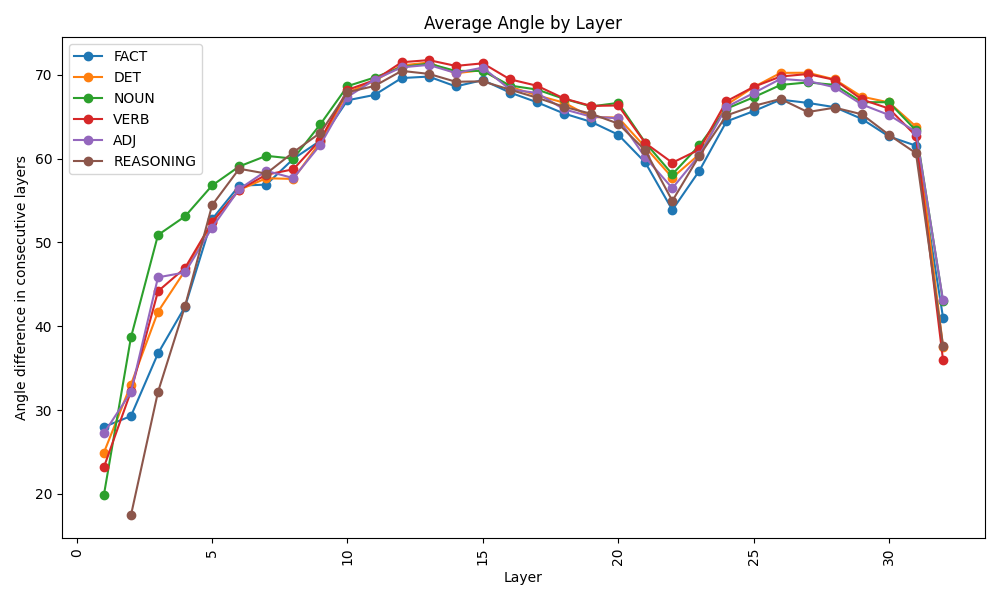 Average Angle by Layer
FACT
DET
NOUN
VERB
ADJ
REASONING
Angle difference in consecutive layers
70
60
50
40
30
20
0
5
10
15
20
25
30
Layer